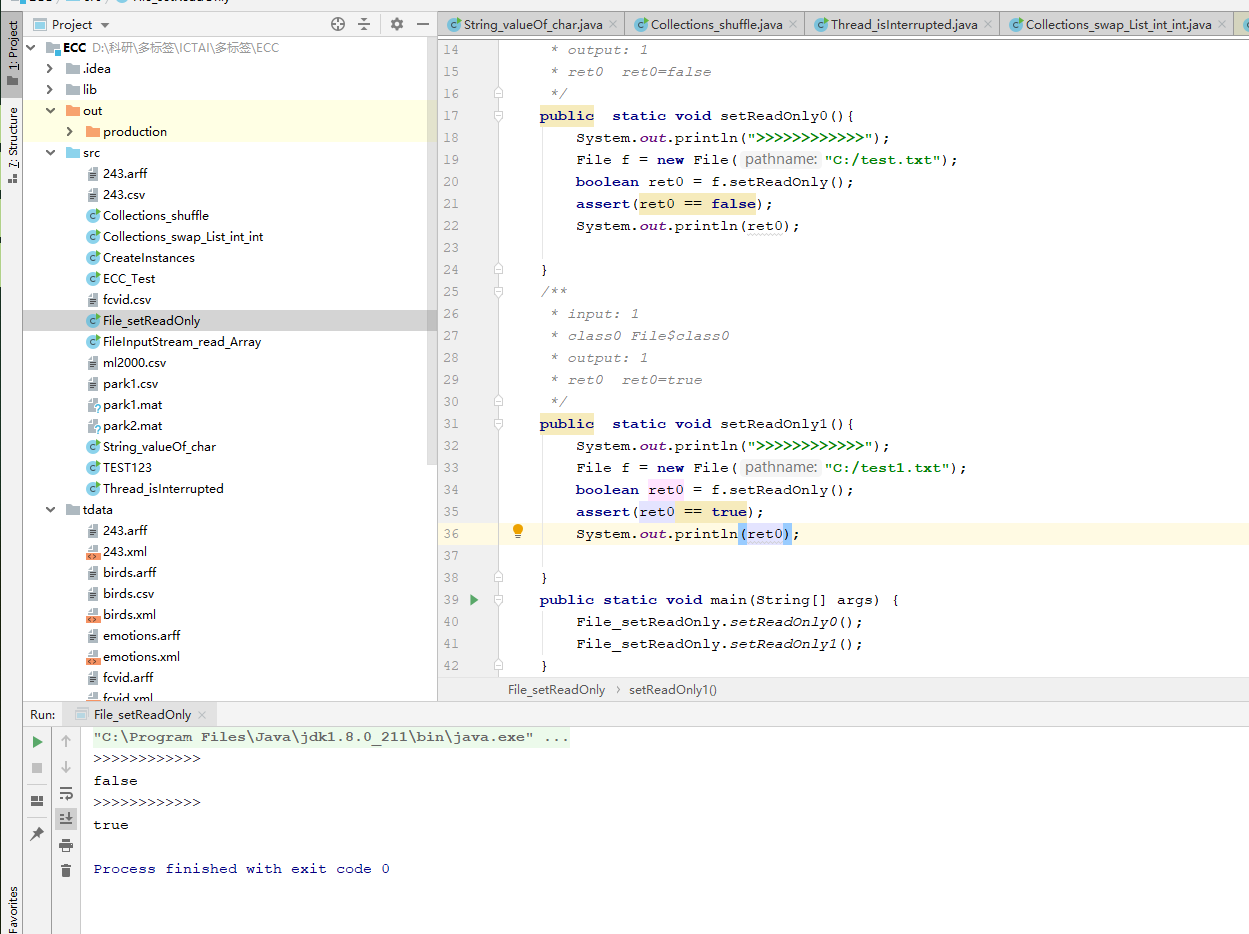 File_setReadOnly
1: Project
7: Structure
Favorites
Project
ECC D:\科研\多标签\ICTAI\多标签\ECC
.idea
lib
out
production
src
243.arff
243.csv
Collections_shuffle
Collections_swap_List_int_int
CreateInstances
ECC_Test
fcvid.csv
File_setReadOnly
FileInputStream_read_Array
ml2000.csv
park1.csv
park1.mat
park2.mat
String_valueOf_char
TEST123
Thread_isInterrupted
tdata
243.arff
243.xml
birds.arff
birds.csv
birds.xml
emotions.arff
emotions.xml
fcvid.arff
fcvid.xml
String_valueOf_char.java
Collections_shuffle.java
Thread_isInterrupted.java
Collections_swap_List_int_int.java
14 * output: 1
15 * ret0  ret0=false
16 */
17 public  static void setReadOnly0(){
18 System.out.println(">>>>>>>>>>>>");
19 File f = new File( pathname: "C:/test.txt");
20 boolean ret0 = f.setReadOnly();
21 assert(ret0 == false);
22 System.out.println(ret0);
23
24 }
25 /**
26 * input: 1
27 * class0 File$class0
28 * output: 1
29 * ret0  ret0=true
30 */
31 public  static void setReadOnly1(){
32 System.out.println(">>>>>>>>>>>>");
33 File f = new File( pathname: "C:/test1.txt");
34 boolean ret0 = f.setReadOnly();
35 assert(ret0 == true);
36 System.out.println(ret0);
37
38 }
39 public static void main(String[] args) {
40 File_setReadOnly.setReadOnly0();
41 File_setReadOnly.setReadOnly1();
42 }
File_setReadOnly › setReadOnly1()
Run: File_setReadOnly
"C:\Program Files\Java\jdk1.8.0_211\bin\java.exe" ...
>>>>>>>>>>>>
false
>>>>>>>>>>>>
true
Process finished with exit code 0